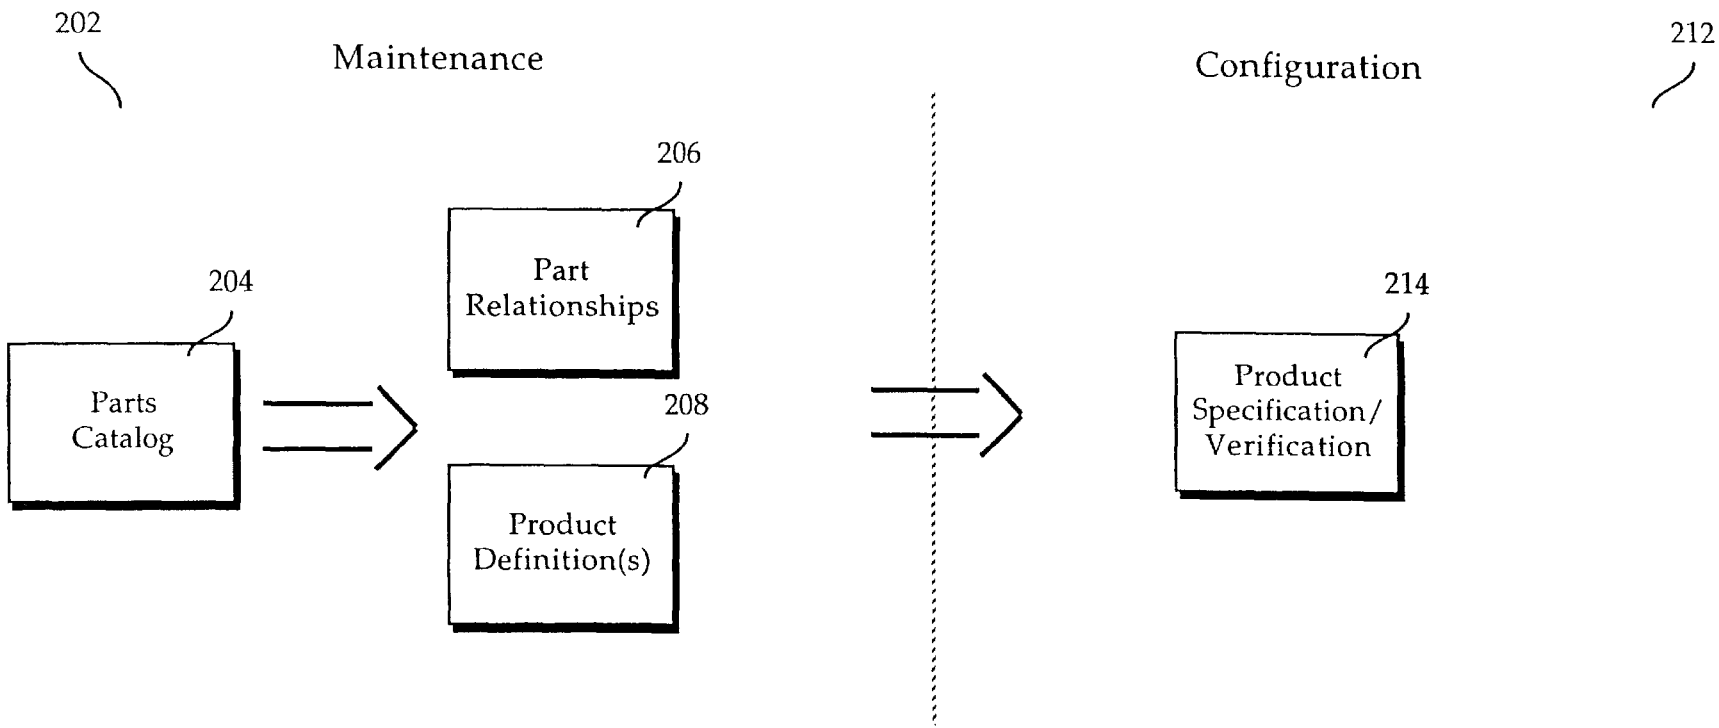 202
Maintenance
Configuration
212
206
Part
Relationships
204
Parts
Catalog
208
Product
Definition(s)
214
Product
Specification/
Verification